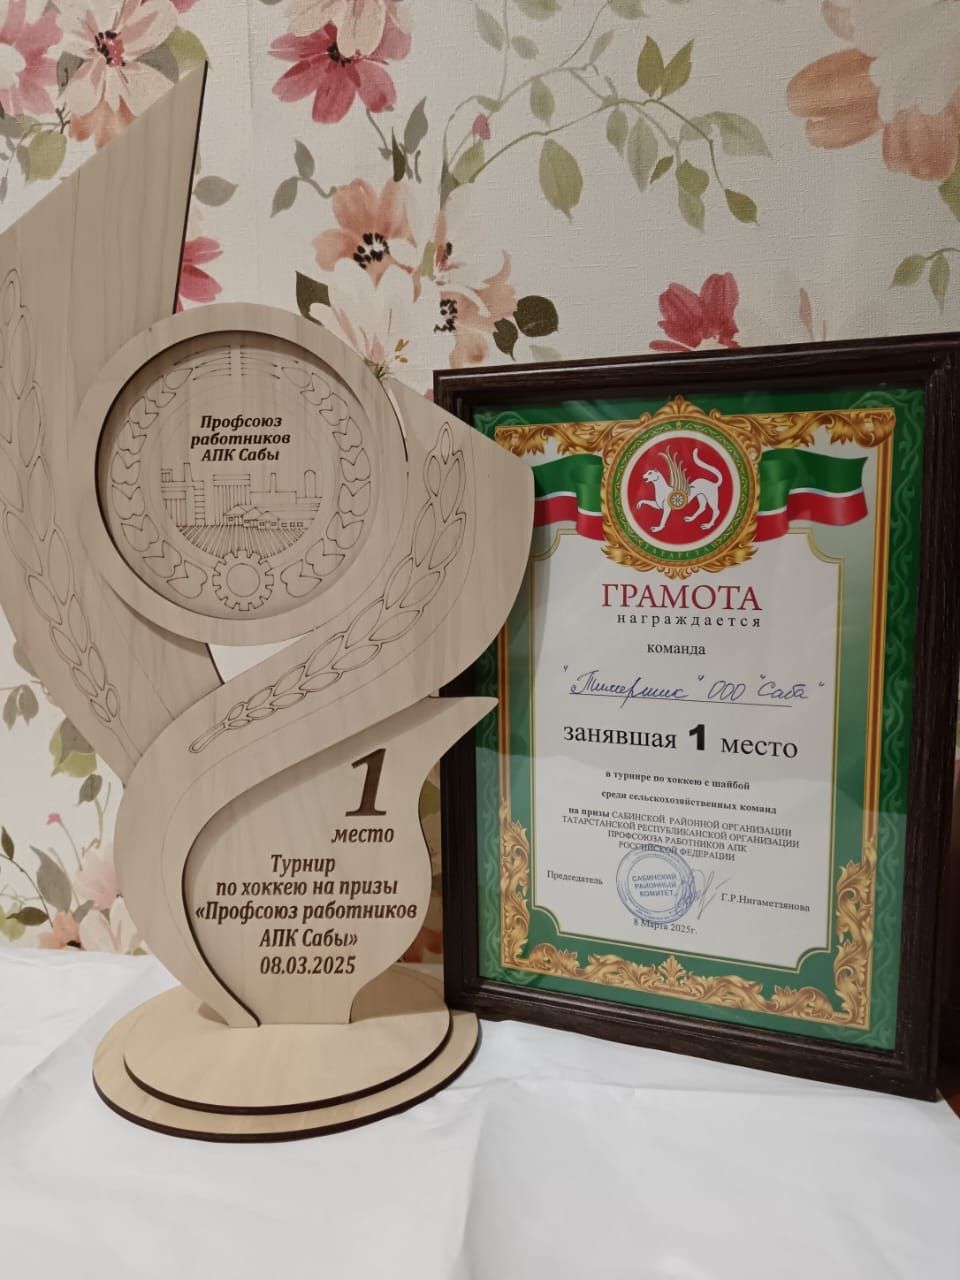 Профсоюз
работников
АПК Сабы
1
место
Турнир
по хоккею на призы
«Профсоюз работников
АПК Сабы»
08.03.2025
ТАТАРСТАН
ГРАМОТА
награждается
команда
"Тимершик" ООО "Саба"
занявшая 1 место
в турнире по хоккею с шайбой
среди сельскохозяйственных команд
на призы САБИНСКОЙ РАЙОННОЙ ОРГАНИЗАЦИИ
ТАТАРСТАНСКОЙ РЕСПУБЛИКАНСКОЙ ОРГАНИЗАЦИИ
ПРОФСОЮЗА РАБОТНИКОВ АПК
РОССИЙСКОЙ ФЕДЕРАЦИИ
Председатель
САБИНСКИЙ
РАЙОННЫЙ
КОМИТЕТ
Г.Р.Нигаметзянова
8 Марта 2025г.